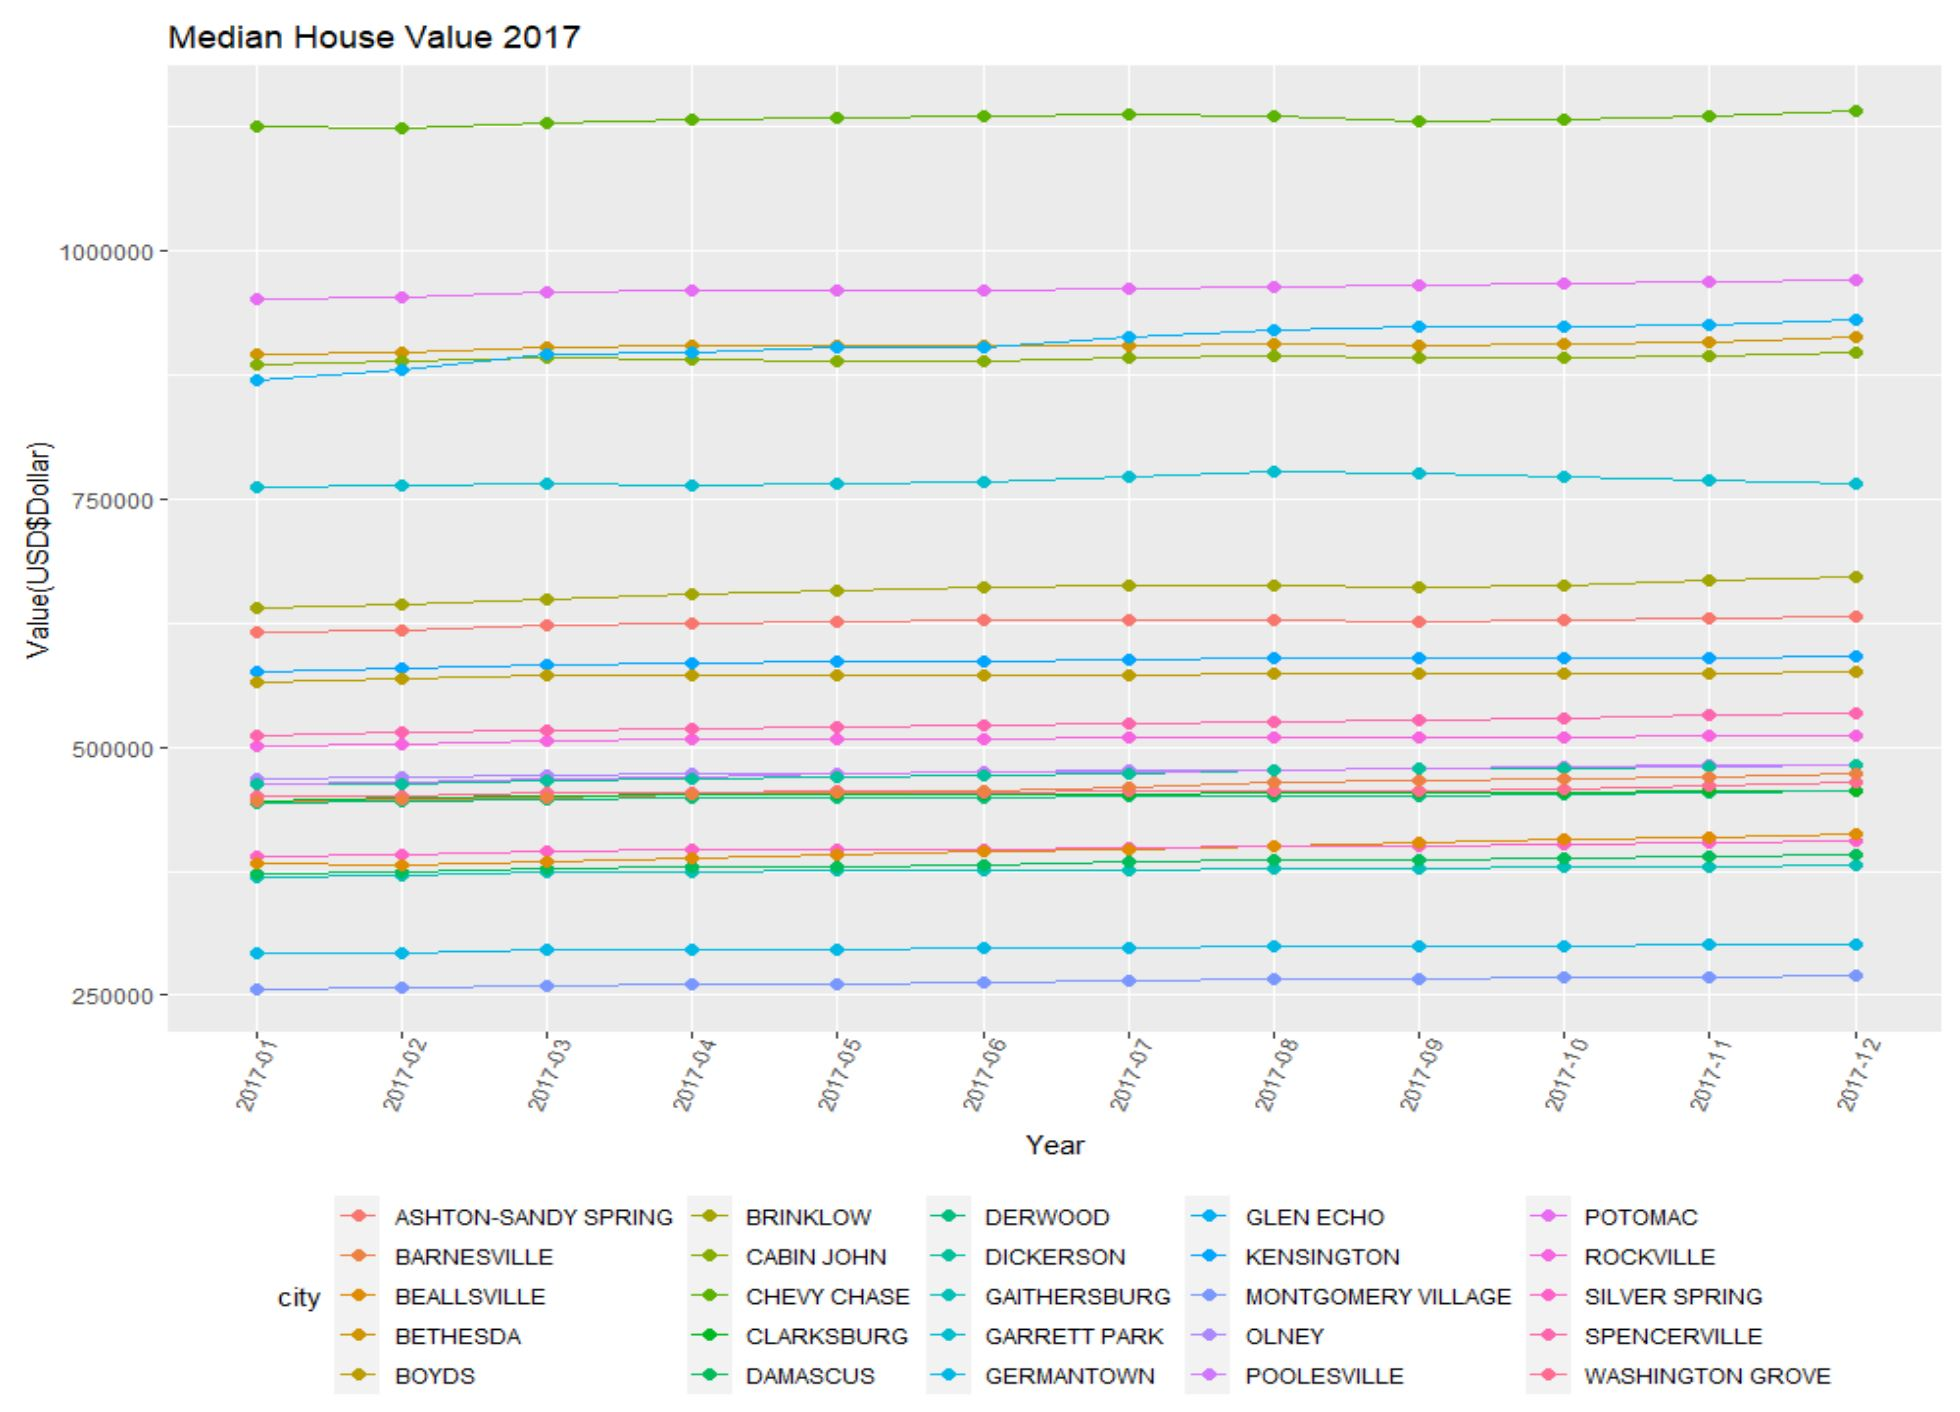 Median House Value 2017
1000000
750000
500000
250000
Value(USD$Dollar)
2017-01 2017-02 2017-03 2017-04 2017-05 2017-06 2017-07 2017-08 2017-09 2017-10 2017-11 2017-12
Year
city
ASHTON-SANDY SPRING BRINKLOW DERWOOD GLEN ECHO POTOMAC
BARNESVILLE CABIN JOHN DICKERSON KENSINGTON ROCKVILLE
BEALLSVILLE CHEVY CHASE GAITHERSBURG MONTGOMERY VILLAGE SILVER SPRING
BETHESDA CLARKSBURG GARRETT PARK OLNEY SPENCERVILLE
BOYDS DAMASCUS GERMANTOWN POOLESVILLE WASHINGTON GROVE